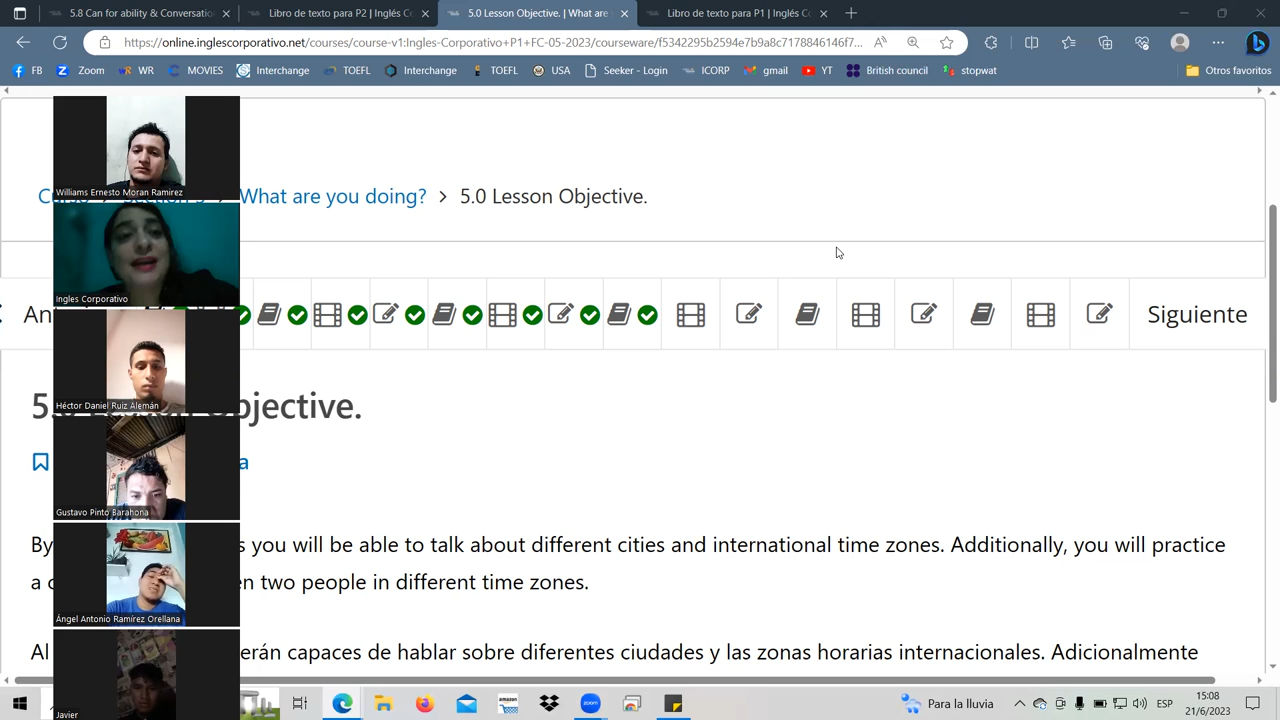 5.8 Can for ability & Conversatio
Libro de texto para P2 | Inglés C
5.0 Lesson Objective. | What are
Libro de texto para P1 | Inglés Co
https://online.inglescorporativo.net/courses/course-v1:Ingles-Corporativo+P1+FC-05-2023/courseware/f5342295b2594e7b9a8c7178846146f7...
FB
Zoom
WR
MOVIES
Interchange
TOEFL
Interchange
TOEFL
USA
Seeker - Login
ICORP
gmail
YT
British council
stopwat
Otros favoritos
What are you doing? > 5.0 Lesson Objective.
Siguiente
Objective.
By
s you will be able to talk about different cities and international time zones. Additionally, you will practice
a c
en two people in different time zones.
Al
erán capaces de hablar sobre diferentes ciudades y las zonas horarias internacionales. Adicionalmente
Williams Ernesto Moran Ramirez
Ingles Corporativo
Héctor Daniel Ruiz Alemán
Gustavo Pinto Barahona
Ángel Antonio Ramírez Orellana
Javier
amazon
zoom
Para la lluvia
ESP
15:08
21/6/2023